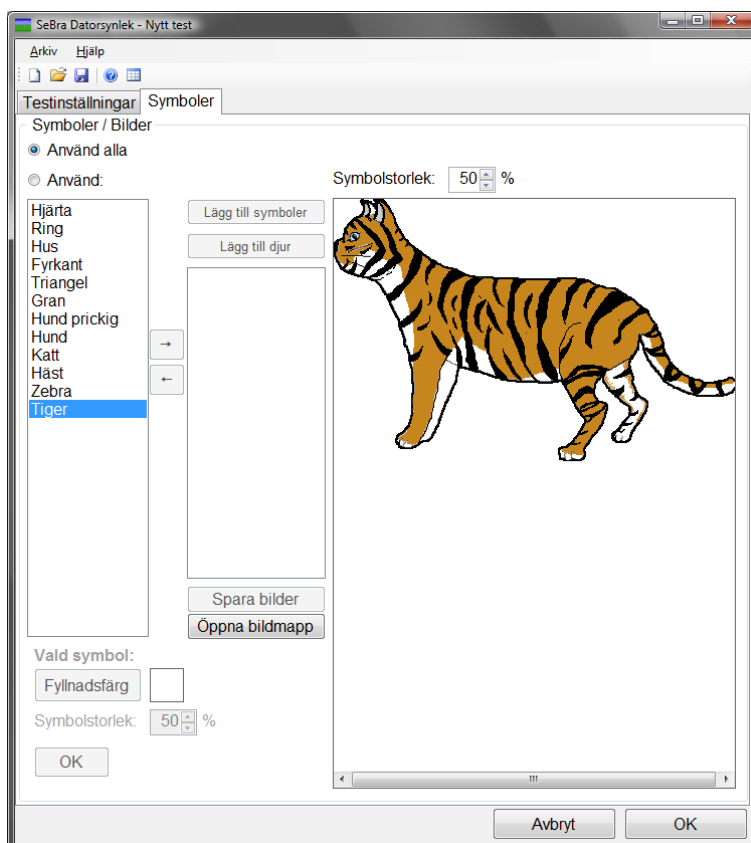 SeBra Datorsynlek - Nytt test
Arkiv Hjälp
Testinställningar Symboler
Symboler / Bilder
Använd alla
Använd:
Symbolstorlek: 50 %
Hjärta
Ring
Hus
Fyrkant
Triangel
Gran
Hund prickig
Hund
Katt
Häst
Zebra
Tiger
→
←
Lägg till symboler
Lägg till djur
Spara bilder
Öppna bildmapp
Vald symbol:
Fyllnadsfärg
Symbolstorlek: 50 %
OK
Avbryt OK